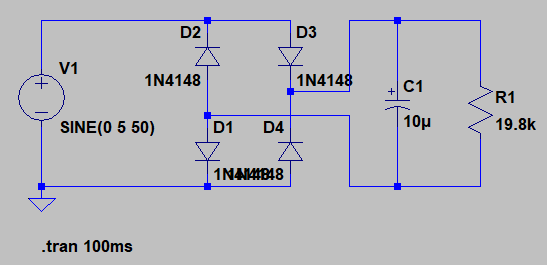 D2
D3
V1
1N4148
1N4148
C1
R1
SINE(0 5 50)
D1
D4
10µ
19.8k
1N4148
1N4148
.tran 100ms